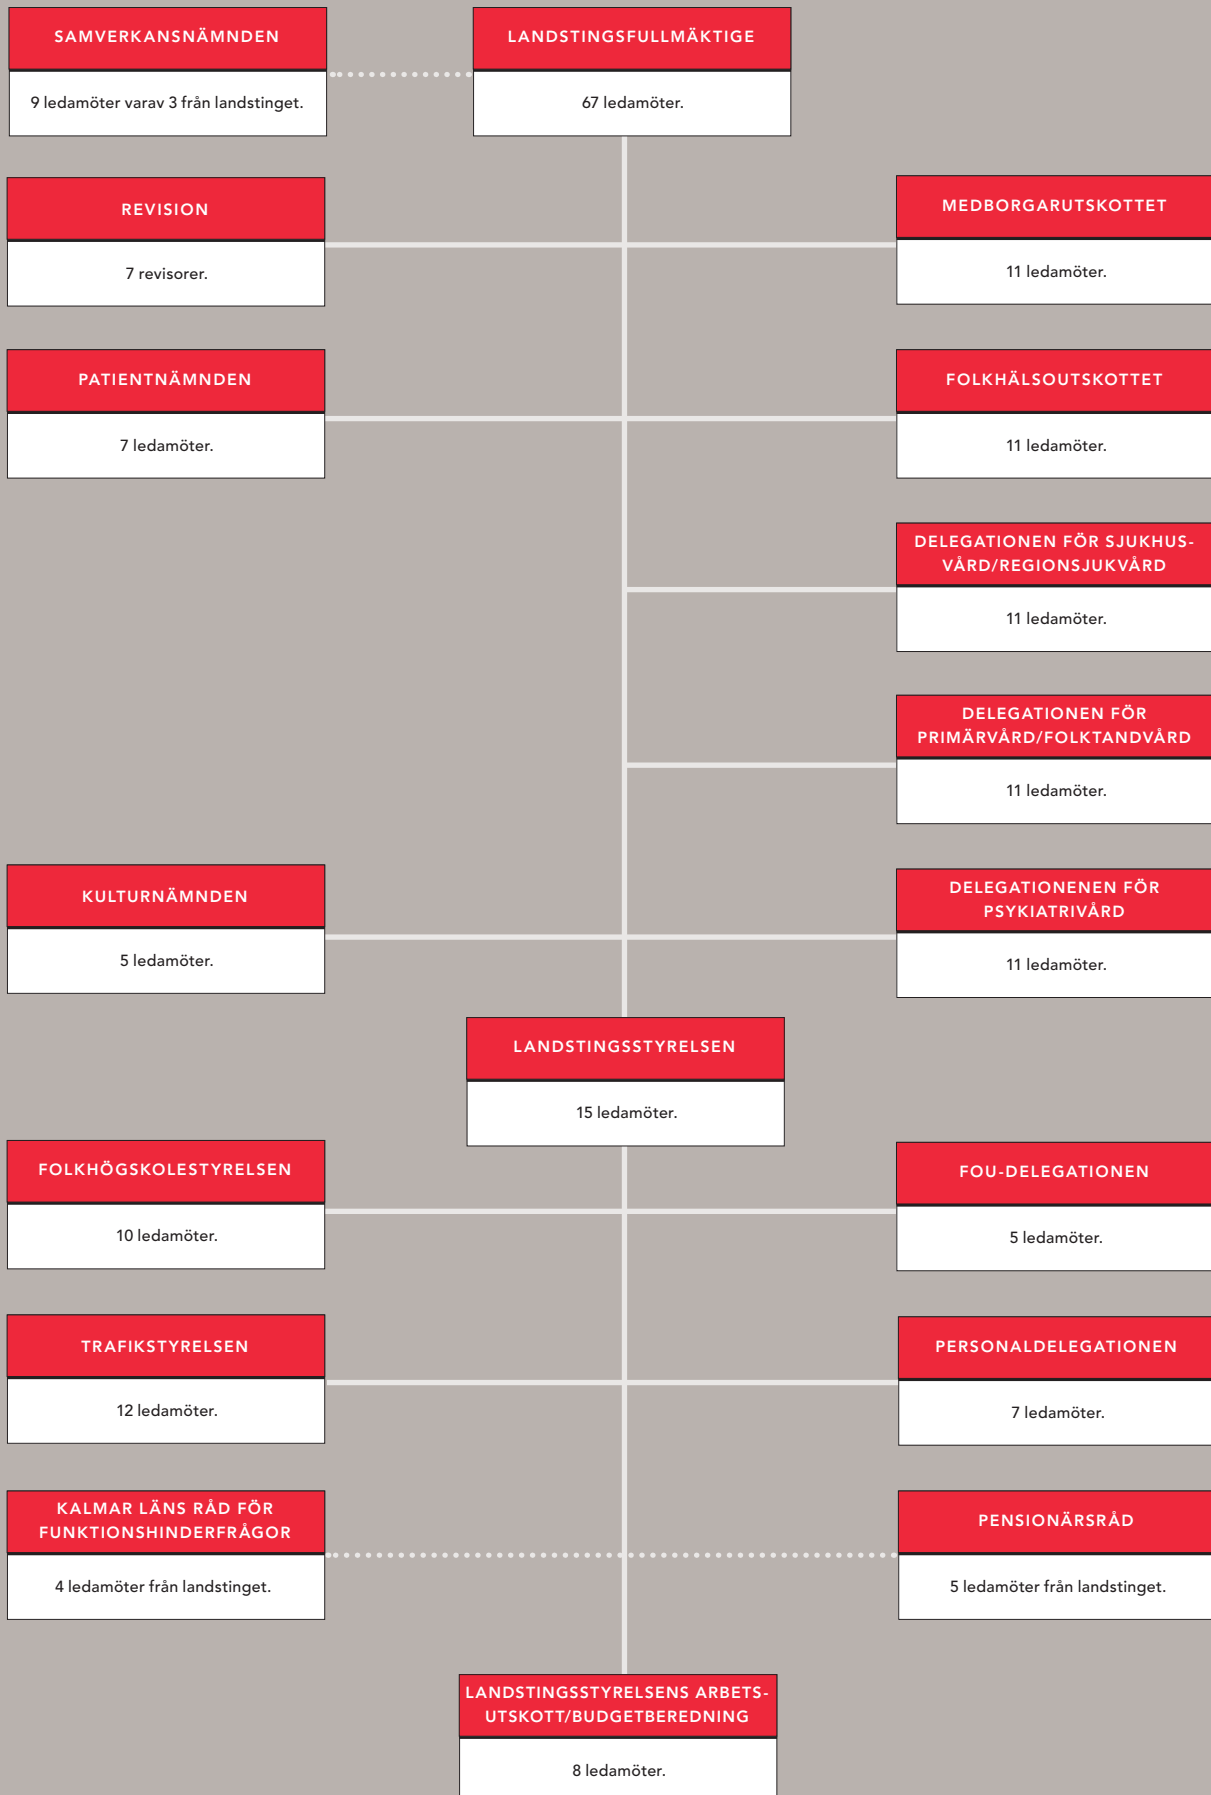 SAMVERKANSNÄMNDEN
9 ledamöter varav 3 från landstinget.
LANDSTINGSFULLMÄKTIGE
67 ledamöter.
REVISION
7 revisorer.
MEDBORGARUTSKOTTET
11 ledamöter.
PATIENTNÄMNDEN
7 ledamöter.
FOLKHÄLSOUTSKOTTET
11 ledamöter.
DELEGATIONEN FÖR SJUKHUS-
VÅRD/REGIONSJUKVÅRD
11 ledamöter.
DELEGATIONEN FÖR
PRIMÄRVÅRD/FOLKTANDVÅRD
11 ledamöter.
KULTURNÄMNDEN
5 ledamöter.
DELEGATIONENEN FÖR
PSYKIATRIVÅRD
11 ledamöter.
LANDSTINGSSTYRELSEN
15 ledamöter.
FOLKHÖGSKOLESTYRELSEN
10 ledamöter.
FOU-DELEGATIONEN
5 ledamöter.
TRAFIKSTYRELSEN
12 ledamöter.
PERSONALDELEGATIONEN
7 ledamöter.
KALMAR LÄNS RÅD FÖR
FUNKTIONSHINDERFRÅGOR
4 ledamöter från landstinget.
PENSIONÄRSRÅD
5 ledamöter från landstinget.
LANDSTINGSSTYRELSENS ARBETS-
UTSKOTT/BUDGETBEREDNING
8 ledamöter.